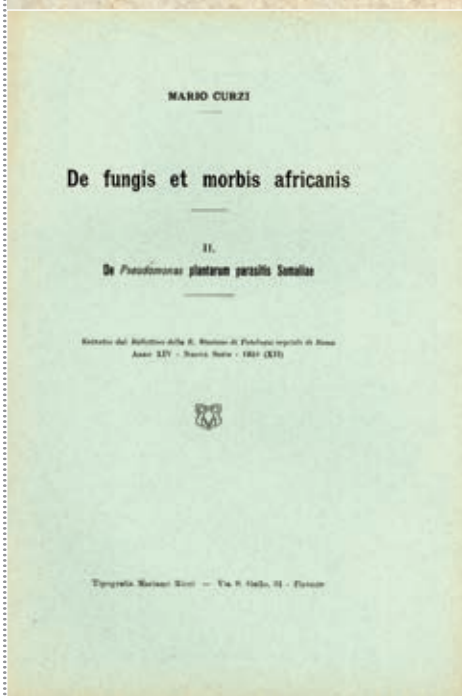 MARIO CURZI
De fungis et morbis africanis
II.
De Pseudomonas plantarum parasitis Somaliae
Estratto dal Bollettino della R. Stazione di Patologia vegetale di Roma
Anno XIV - Nuova Serie - 1934 (XII)
Tipografia Mariano Ricci — Via S. Gallo, 31 - Firenze